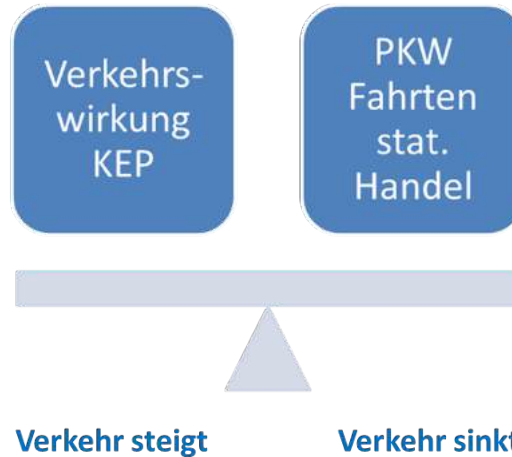 Verkehrs-
wirkung
KEP
PKW
Fahrten
stat.
Handel
Verkehr steigt
Verkehr sinkt